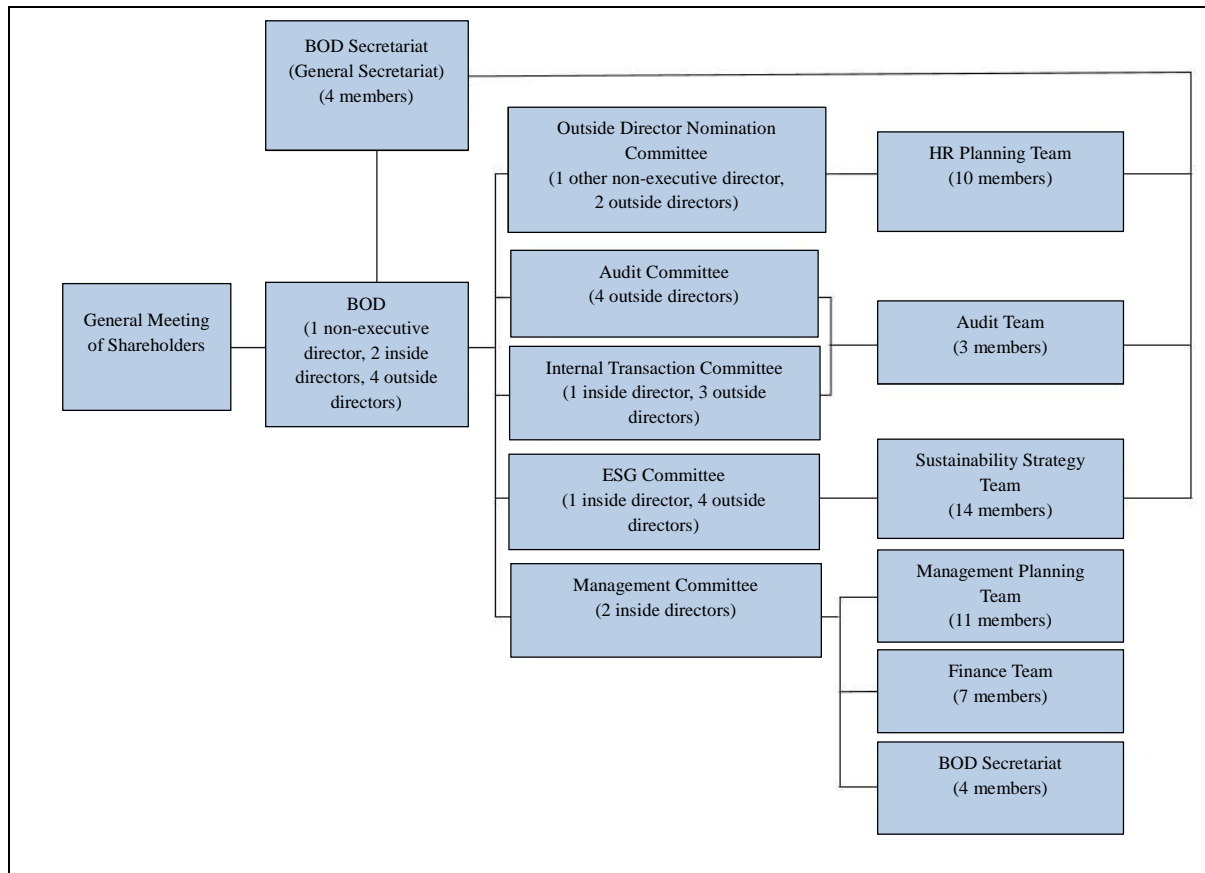 BOD Secretariat
(General Secretariat)
(4 members)
Outside Director Nomination
Committee
(1 other non-executive director,
2 outside directors)
HR Planning Team
(10 members)
Audit Committee
(4 outside directors)
General Meeting
of Shareholders
BOD
(1 non-executive
director, 2 inside
directors, 4 outside
directors)
Audit Team
(3 members)
Internal Transaction Committee
(1 inside director, 3 outside
directors)
ESG Committee
(1 inside director, 4 outside
directors)
Sustainability Strategy
Team
(14 members)
Management Committee
(2 inside directors)
Management Planning
Team
(11 members)
Finance Team
(7 members)
BOD Secretariat
(4 members)